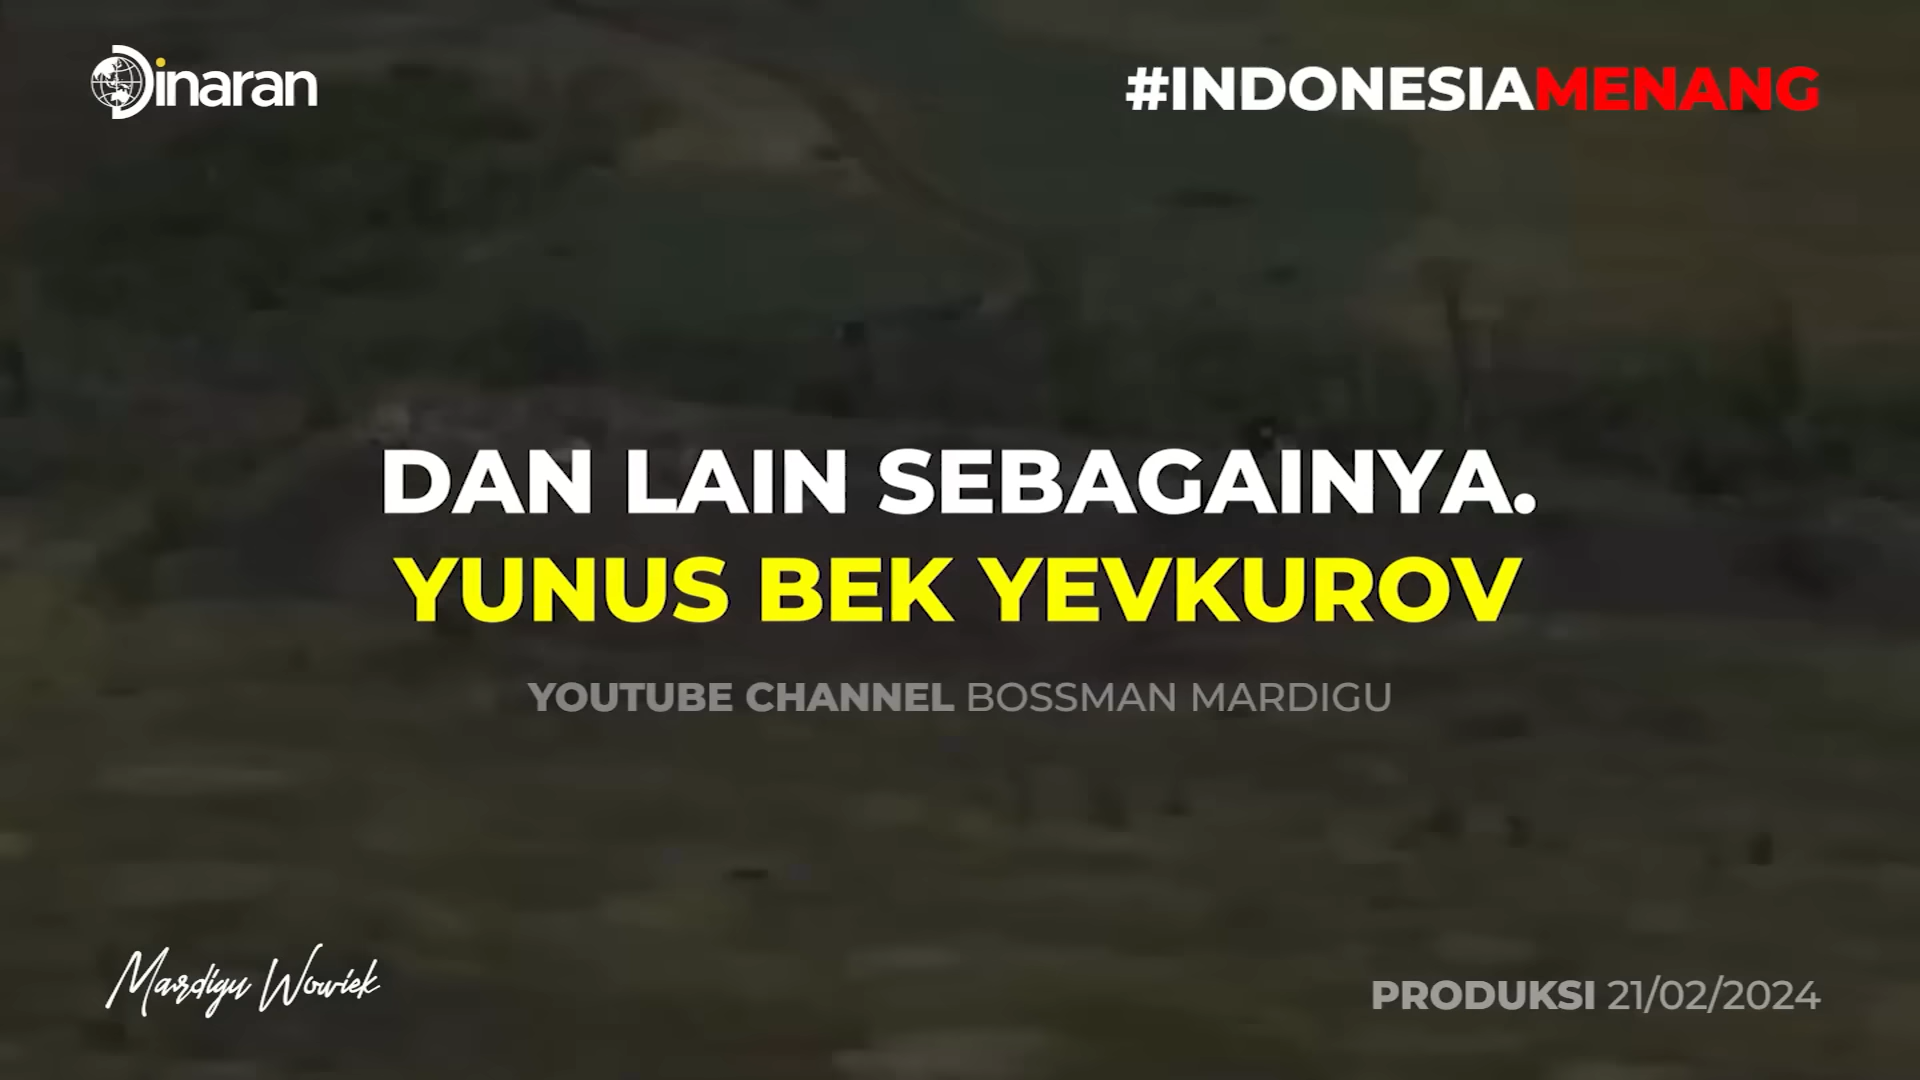 Dinaran
#INDONESIAMENANG
DAN LAIN SEBAGAINYA.
YUNUS BEK YEVKUROV
YOUTUBE CHANNEL BOSSMAN MARDIGU
Mardigu Wowiek
PRODUKSI 21/02/2024